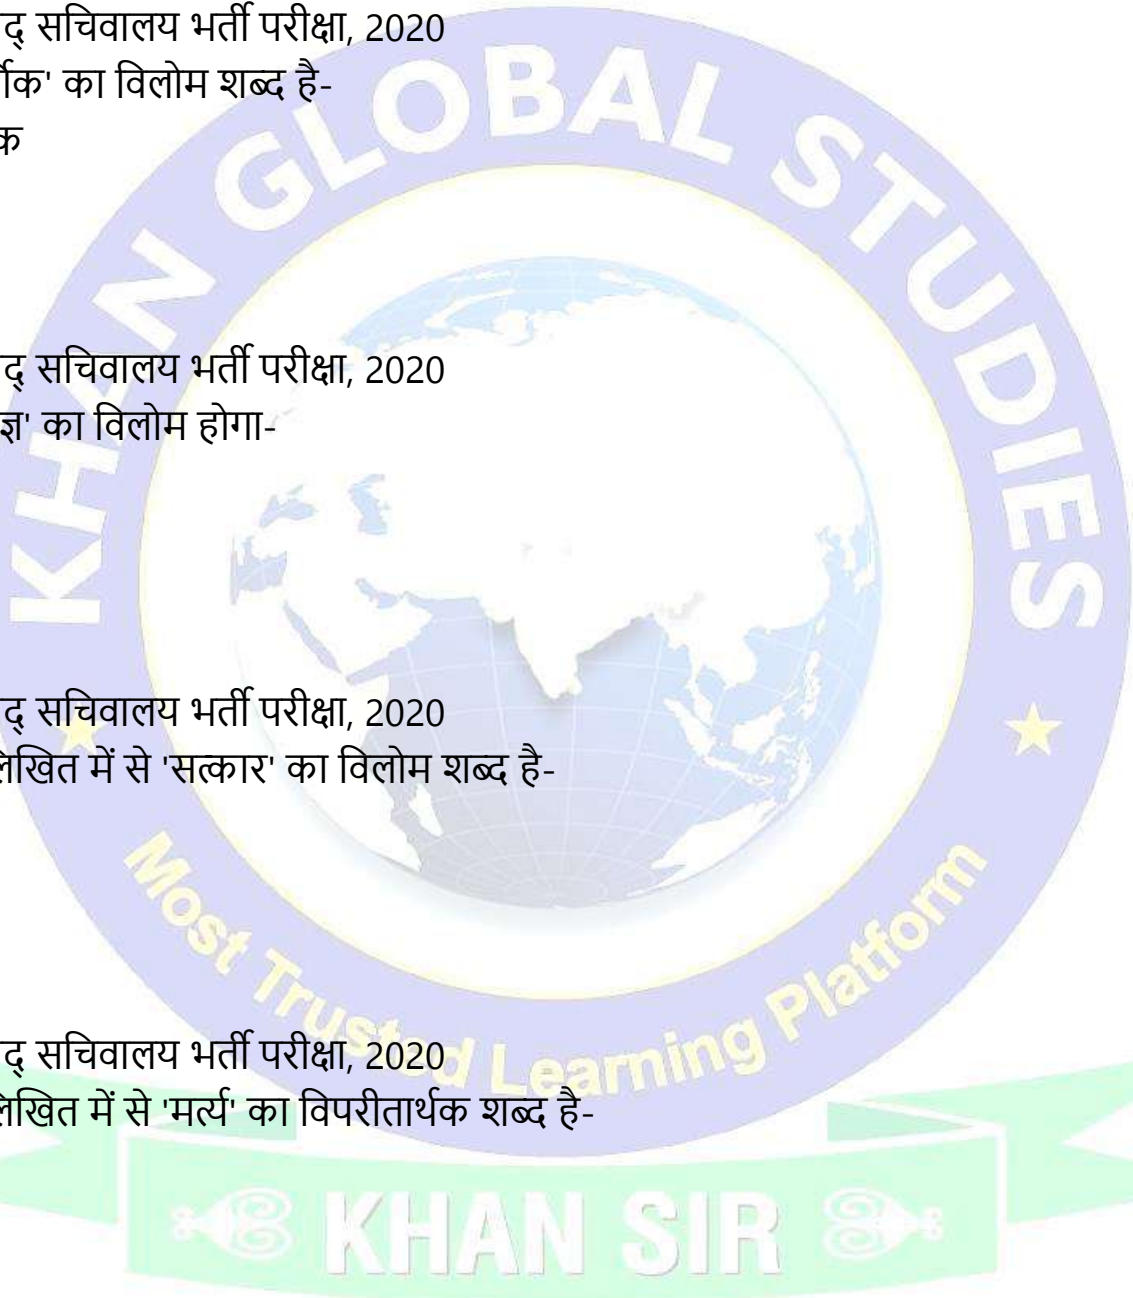 द् सचिवालय भर्ती परीक्षा, 2020
क' का विलोम शब्द है-
क
द् सचिवालय भर्ती परीक्षा, 2020
ज्ञ' का विलोम होगा-
द् सचिवालय भर्ती परीक्षा, 2020
लिखित में से 'सत्कार' का विलोम शब्द है-
द् सचिवालय भर्ती परीक्षा, 2020
लिखित में से 'मर्त्य' का विपरीतार्थक शब्द है-
KHAN GLOBAL STUDIES
Most Trusted Learning Platform
KHAN SIR